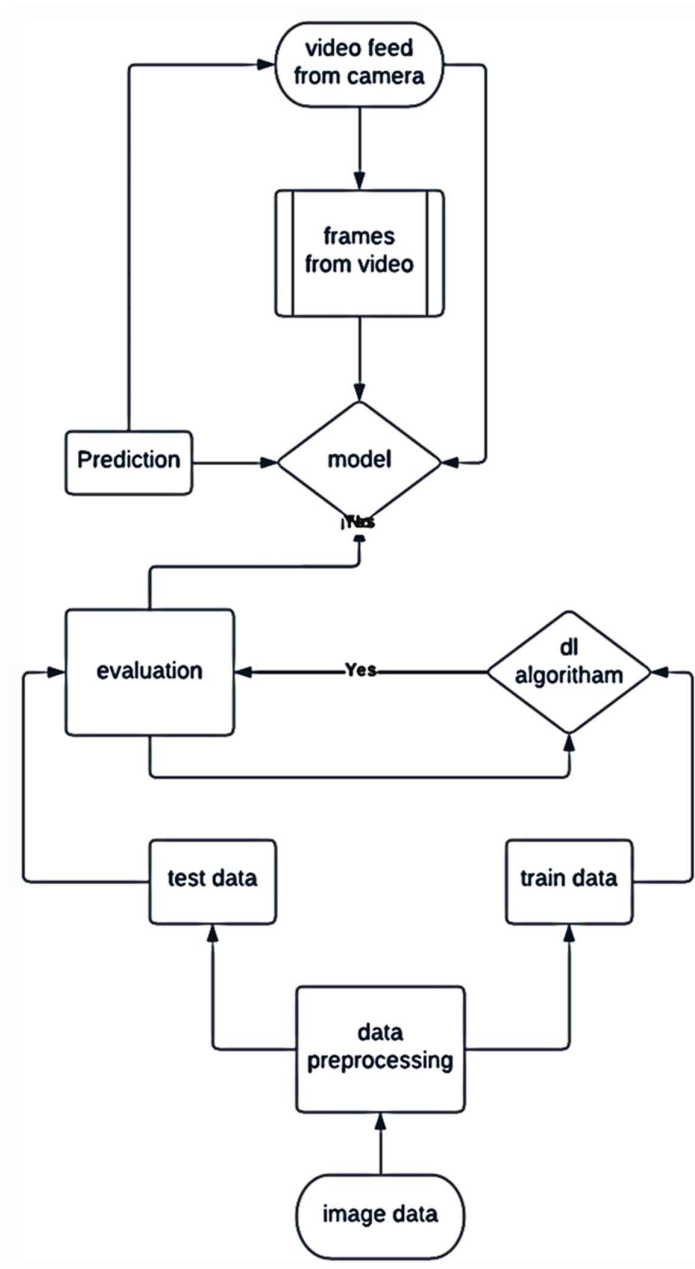 video feed
from camera
frames
from video
Prediction
model
evaluation
Yes
dl
algoritham
test data
train data
data
preprocessing
image data